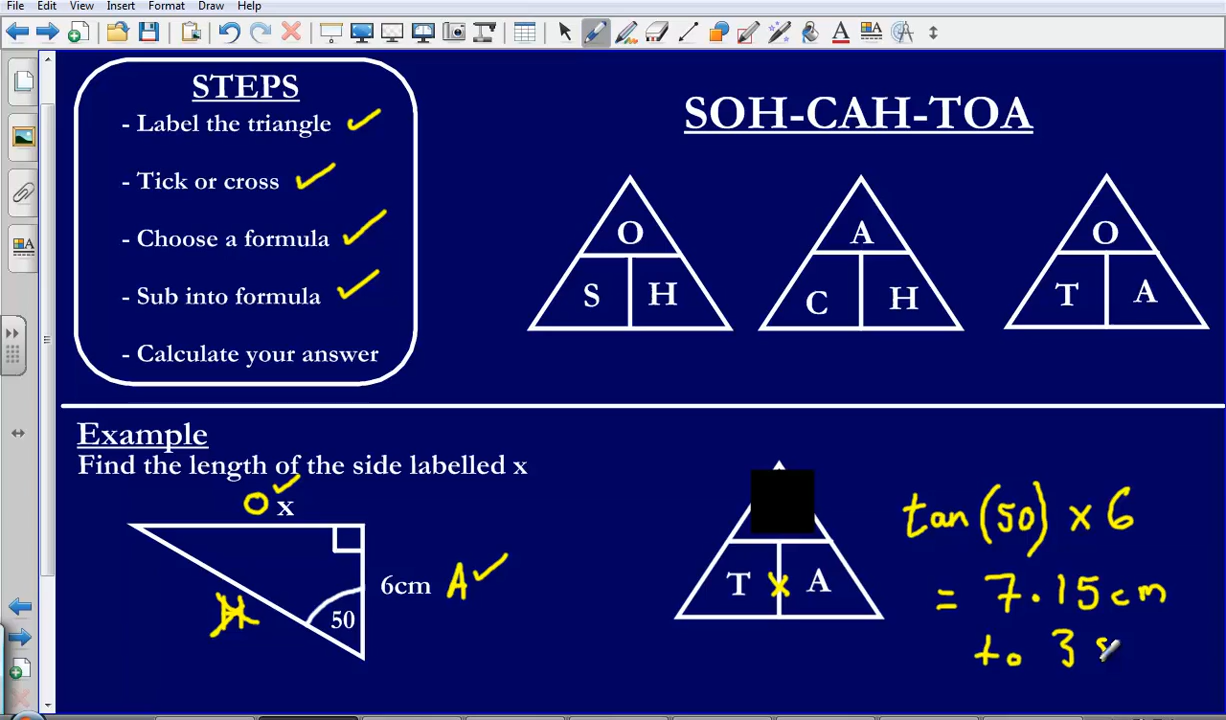 File Edit View Insert Format Draw Help
STEPS
- Label the triangle
- Tick or cross
- Choose a formula
- Sub into formula
- Calculate your answer
SOH-CAH-TOA
O
S H
A
C H
O
T A
Example
Find the length of the side labelled x
O x
6cm A
H
50
T x A
tan(50) x 6
= 7.15cm
to 3 s